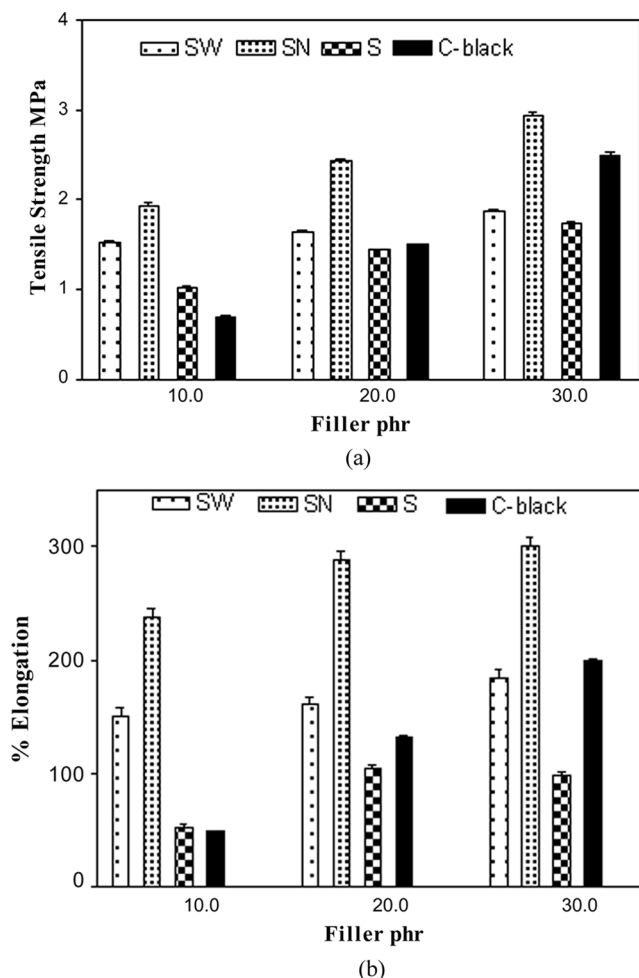 4
SW SN S C-black
3
2
1
0
Tensile Strength MPa
10.0 20.0 30.0
Filler phr
(a)
SW SN S C-black
300
200
100
0
% Elongation
10.0 20.0 30.0
Filler phr
(b)